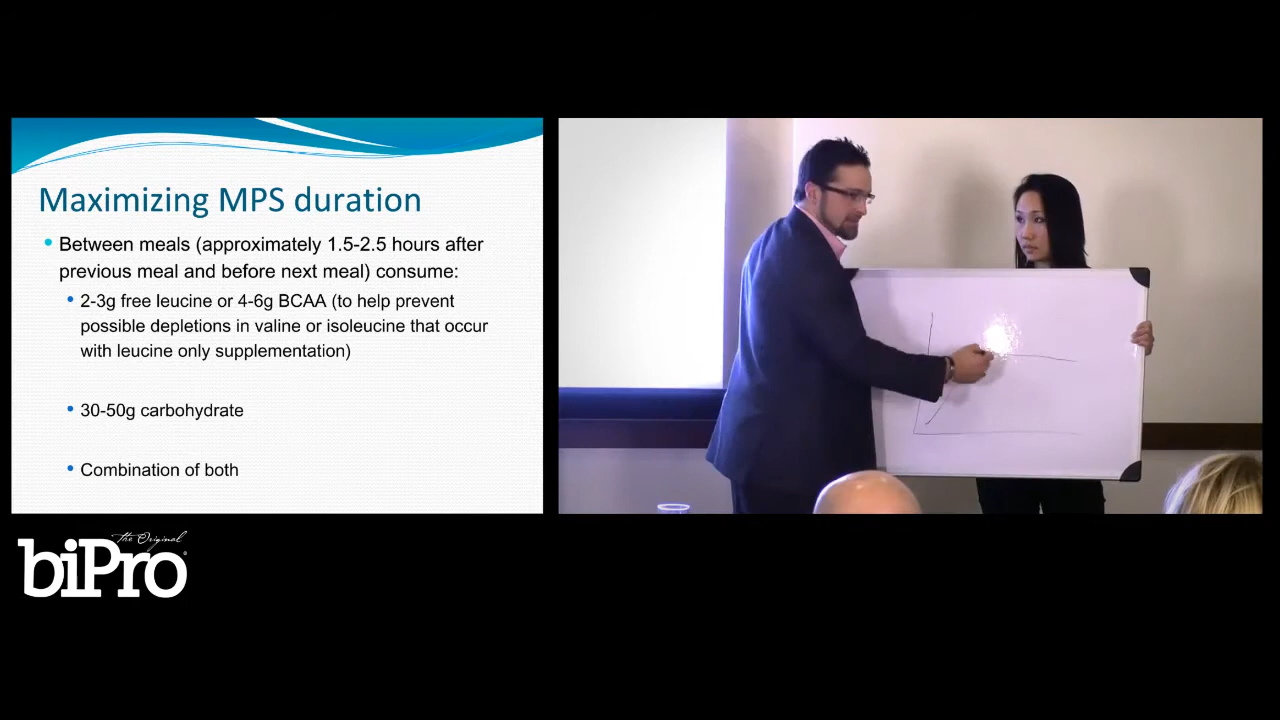 Maximizing MPS duration
Between meals (approximately 1.5-2.5 hours after
previous meal and before next meal) consume:
2-3g free leucine or 4-6g BCAA (to help prevent
possible depletions in valine or isoleucine that occur
with leucine only supplementation)
30-50g carbohydrate
Combination of both
the Original
biPro